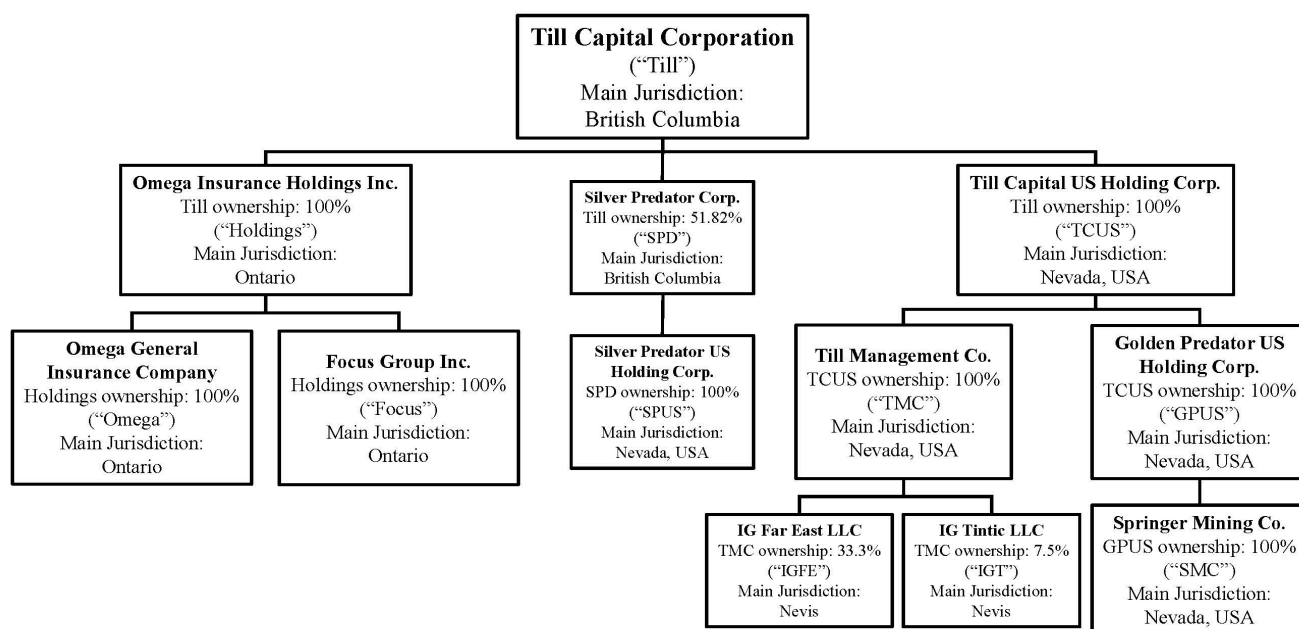 Till Capital Corporation
(“Till”)
Main Jurisdiction:
British Columbia
Omega Insurance Holdings Inc.
Till ownership: 100%
(“Holdings”)
Main Jurisdiction:
Ontario
Silver Predator Corp.
Till ownership: 51.82%
(“SPD”)
Main Jurisdiction:
British Columbia
Till Capital US Holding Corp.
Till ownership: 100%
(“TCUS”)
Main Jurisdiction:
Nevada, USA
Omega General
Insurance Company
Holdings ownership: 100%
(“Omega”)
Main Jurisdiction:
Ontario
Focus Group Inc.
Holdings ownership: 100%
(“Focus”)
Main Jurisdiction:
Ontario
Silver Predator US
Holding Corp.
SPD ownership: 100%
(“SPUS”)
Main Jurisdiction:
Nevada, USA
Till Management Co.
TCUS ownership: 100%
(“TMC”)
Main Jurisdiction:
Nevada, USA
Golden Predator US
Holding Corp.
TCUS ownership: 100%
(“GPUS”)
Main Jurisdiction:
Nevada, USA
IG Far East LLC
TMC ownership: 33.3%
(“IGFE”)
Main Jurisdiction:
Nevis
IG Tintic LLC
TMC ownership: 7.5%
(“IGT”)
Main Jurisdiction:
Nevis
Springer Mining Co.
GPUS ownership: 100%
(“SMC”)
Main Jurisdiction:
Nevada, USA